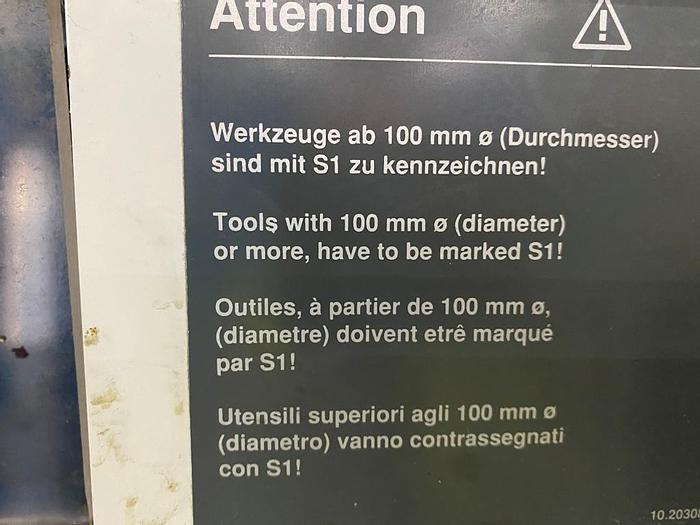 Attention
Werkzeuge ab 100 mm ø (Durchmesser)
sind mit S1 zu kennzeichnen!
Tools with 100 mm ø (diameter)
or more, have to be marked S1!
Outiles, à partier de 100 mm ø,
(diametre) doivent etrê marqué
par S1!
Utensili superiori agli 100 mm ø
(diametro) vanno contrassegnati
con S1!